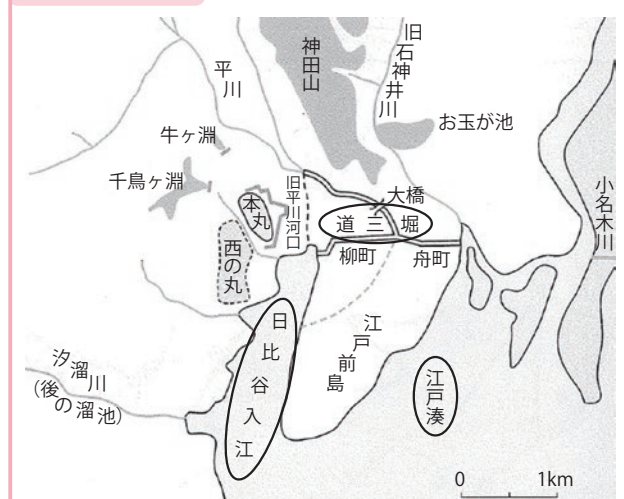 神田山
旧石神井川
平川
お玉が池
牛ヶ淵
千鳥ヶ淵
小名木川
旧平川河口
大橋
本丸
道三堀
西の丸
柳町
舟町
日比谷入江
江戸前島
江戸湊
汐溜川
(後の溜池)
0 1km